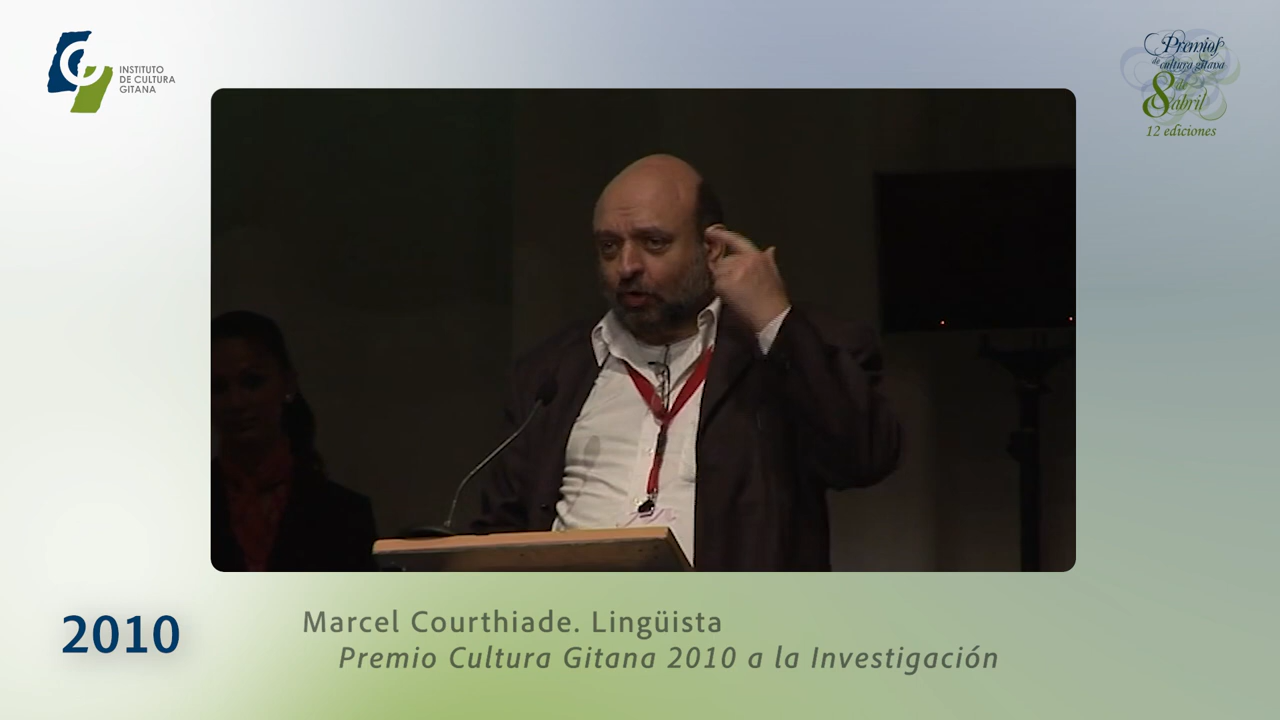 INSTITUTO
DE CULTURA
GITANA
Premios
de cultura gitana
8 de
abril
12 ediciones
2010
Marcel Courthiade. Lingüista
Premio Cultura Gitana 2010 a la Investigación